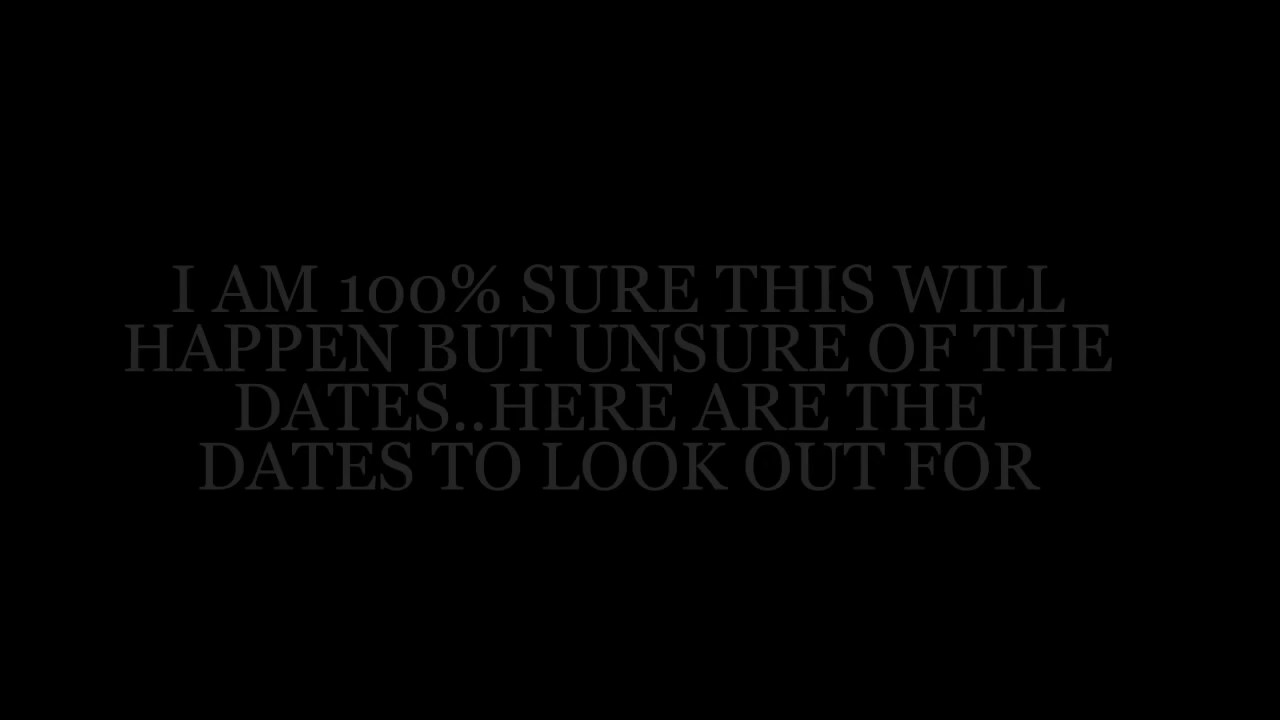 I AM 100% SURE THIS WILL
HAPPEN BUT UNSURE OF THE
DATES..HERE ARE THE
DATES TO LOOK OUT FOR